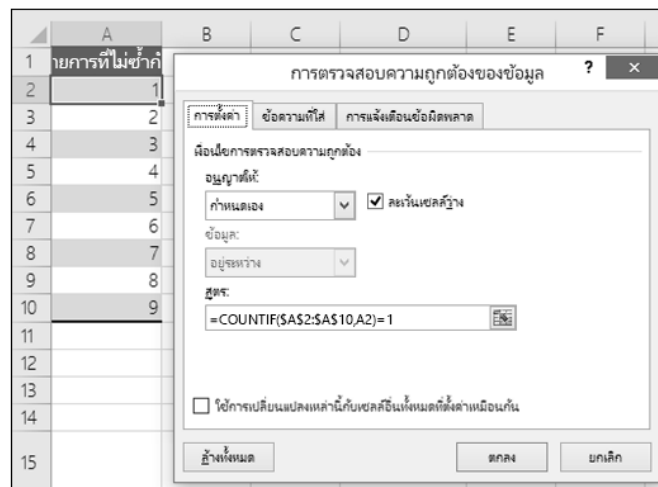 A B C D E F
1 ายการที่ไม่ซ้ำกั
2 1
3 2
4 3
5 4
6 5
7 6
8 7
9 8
10 9
11
12
13
14
15
การตรวจสอบความถูกต้องของข้อมูล ? ×
การตั้งค่า ข้อความที่ใส่ การแจ้งเตือนข้อผิดพลาด
เงื่อนไขการตรวจสอบความถูกต้อง
อนุญาตให้:
กำหนดเอง ละเว้นเซลล์ว่าง
ข้อมูล:
อยู่ระหว่าง
สูตร:
=COUNTIF($A$2:$A$10,A2)=1
ใช้การเปลี่ยนแปลงเหล่านี้กับเซลล์อื่นทั้งหมดที่ตั้งค่าเหมือนกัน
ล้างทั้งหมด ตกลง ยกเลิก